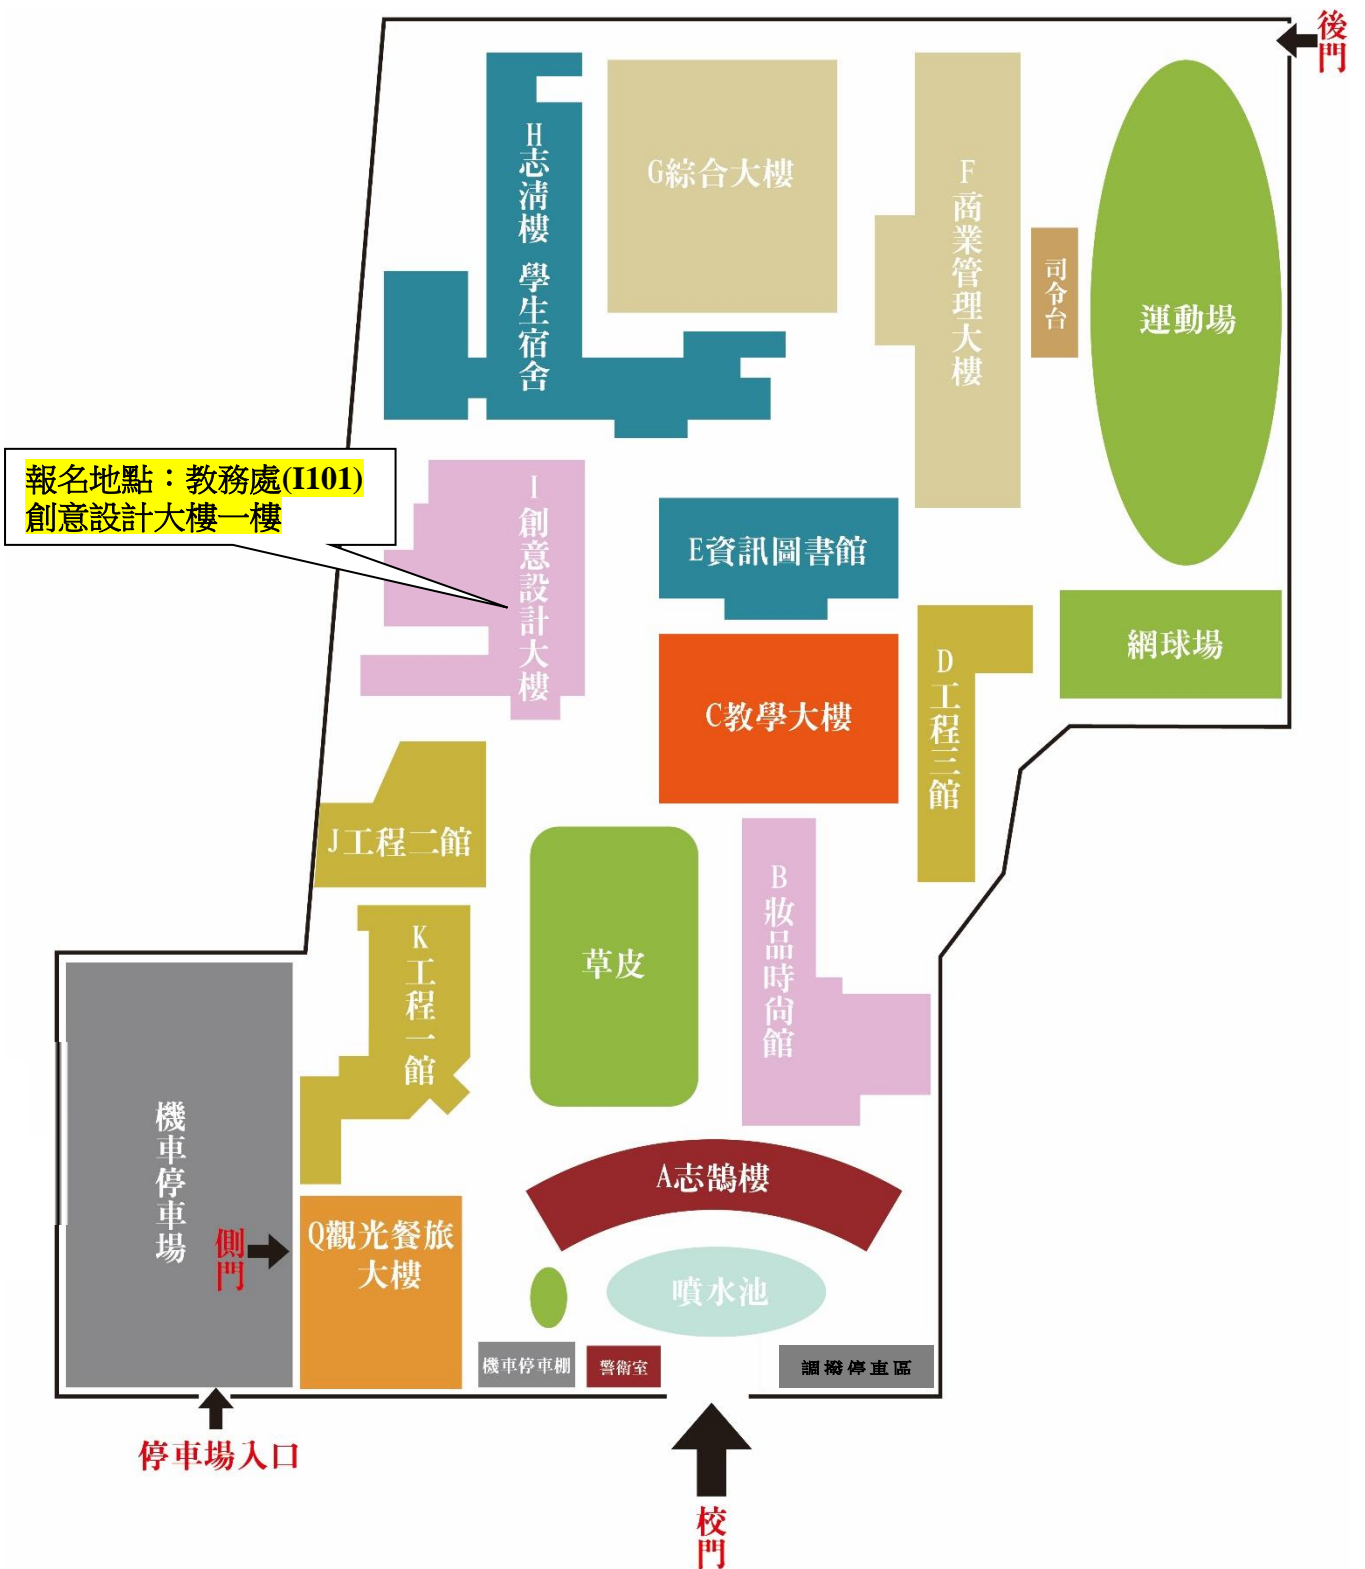 後門
H志清樓 學生宿舍
G綜合大樓
F商業管理大樓
司令台
運動場
報名地點：教務處(I101)
創意設計大樓一樓
I創意設計大樓
E資訊圖書館
C教學大樓
D工程三館
網球場
J工程二館
K工程一館
草皮
B妝品時尚館
機車停車場
側門
Q觀光餐旅
大樓
A志鵠樓
噴水池
機車停車棚
警衛室
調撥停車區
停車場入口
校門